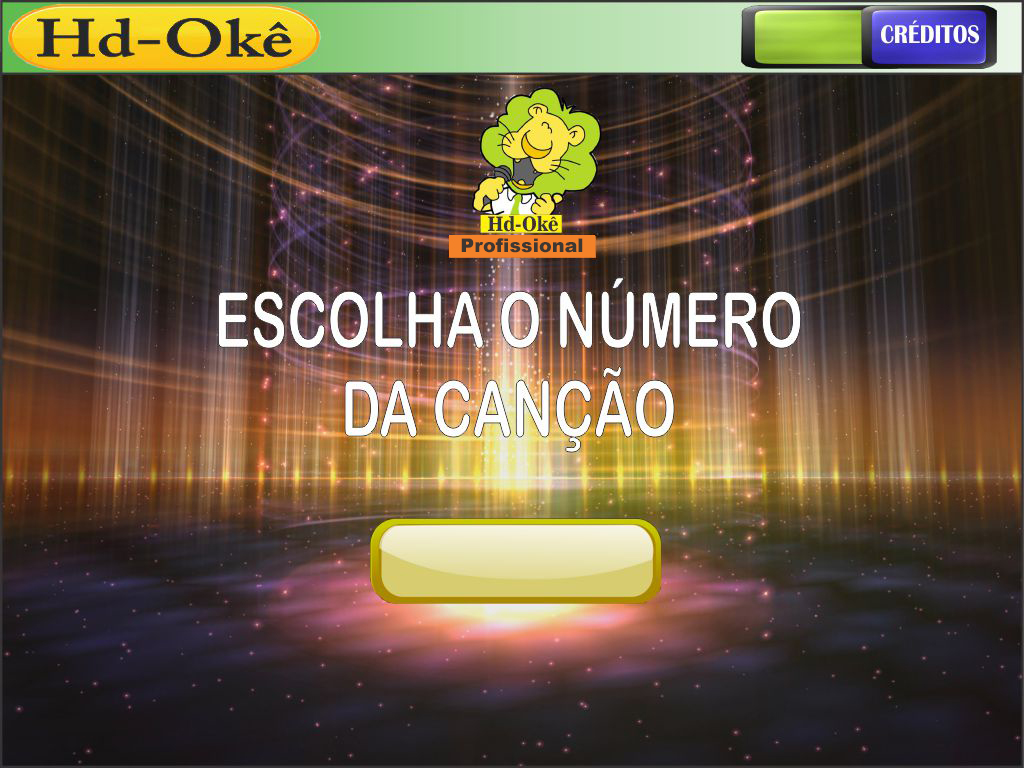 Hd-Okê
CRÉDITOS
Hd-Okê
Profissional
ESCOLHA O NÚMERO
DA CANÇÃO